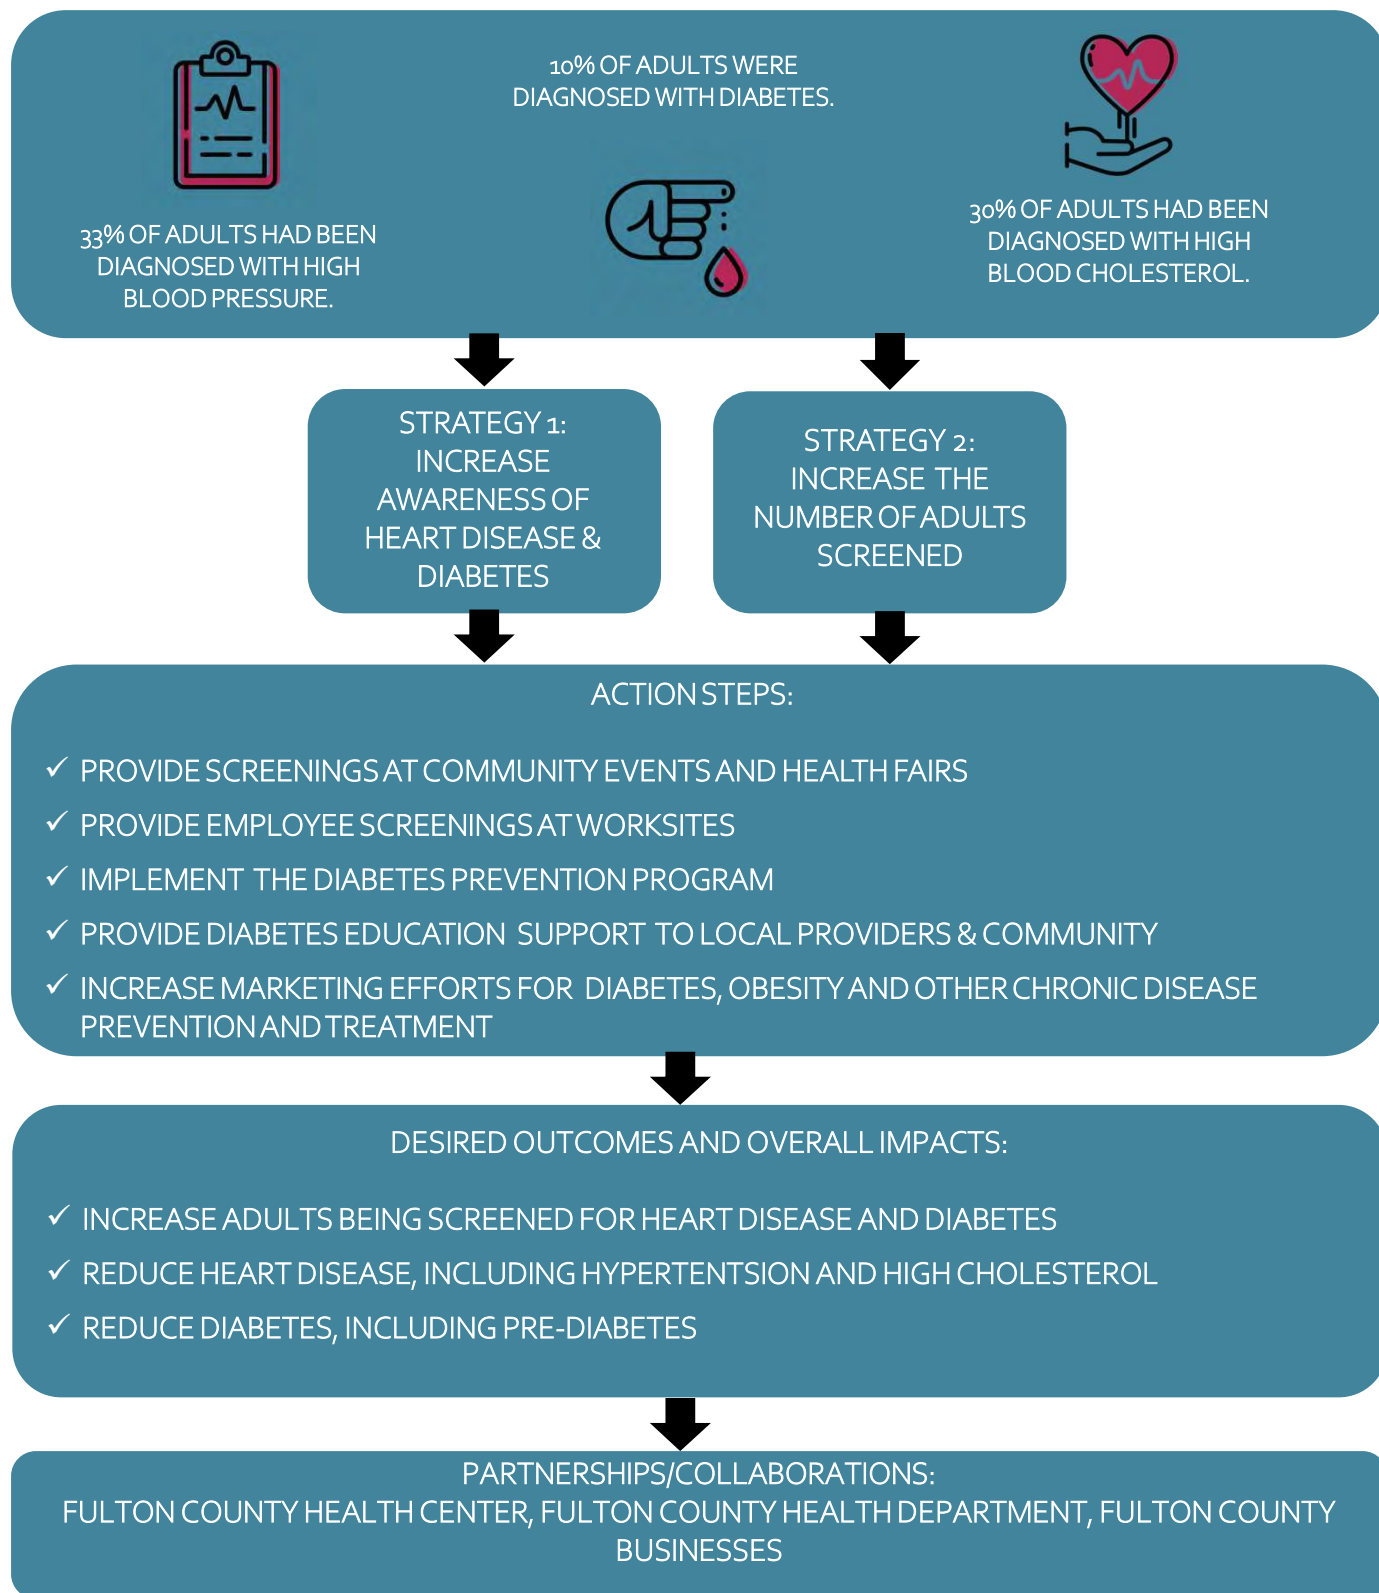 10% OF ADULTS WERE
DIAGNOSED WITH DIABETES.
33% OF ADULTS HAD BEEN
DIAGNOSED WITH HIGH
BLOOD PRESSURE.
30% OF ADULTS HAD BEEN
DIAGNOSED WITH HIGH
BLOOD CHOLESTEROL.
STRATEGY 1:
INCREASE
AWARENESS OF
HEART DISEASE &
DIABETES
STRATEGY 2:
INCREASE THE
NUMBER OF ADULTS
SCREENED
ACTION STEPS:
✓ PROVIDE SCREENINGS AT COMMUNITY EVENTS AND HEALTH FAIRS
✓ PROVIDE EMPLOYEE SCREENINGS AT WORKSITES
✓ IMPLEMENT THE DIABETES PREVENTION PROGRAM
✓ PROVIDE DIABETES EDUCATION SUPPORT TO LOCAL PROVIDERS & COMMUNITY
✓ INCREASE MARKETING EFFORTS FOR DIABETES, OBESITY AND OTHER CHRONIC DISEASE
PREVENTION AND TREATMENT
DESIRED OUTCOMES AND OVERALL IMPACTS:
✓ INCREASE ADULTS BEING SCREENED FOR HEART DISEASE AND DIABETES
✓ REDUCE HEART DISEASE, INCLUDING HYPERTENTSION AND HIGH CHOLESTEROL
✓ REDUCE DIABETES, INCLUDING PRE-DIABETES
PARTNERSHIPS/COLLABORATIONS:
FULTON COUNTY HEALTH CENTER, FULTON COUNTY HEALTH DEPARTMENT, FULTON COUNTY
BUSINESSES